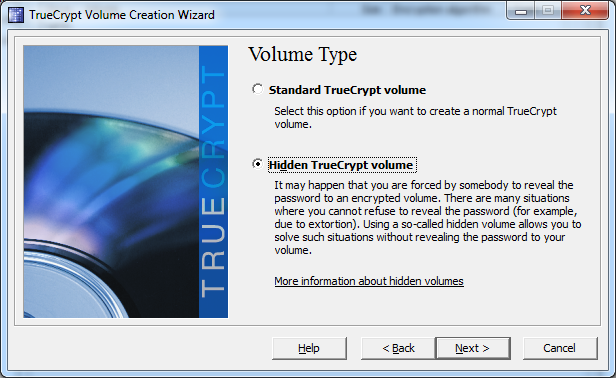 TrueCrypt Volume Creation Wizard
Volume Type
Standard TrueCrypt volume
Select this option if you want to create a normal TrueCrypt
volume.
Hidden TrueCrypt volume
It may happen that you are forced by somebody to reveal the
password to an encrypted volume. There are many situations
where you cannot refuse to reveal the password (for example,
due to extortion). Using a so-called hidden volume allows you to
solve such situations without revealing the password to your
volume.
More information about hidden volumes
TRUECRYPT
Help
< Back
Next >
Cancel